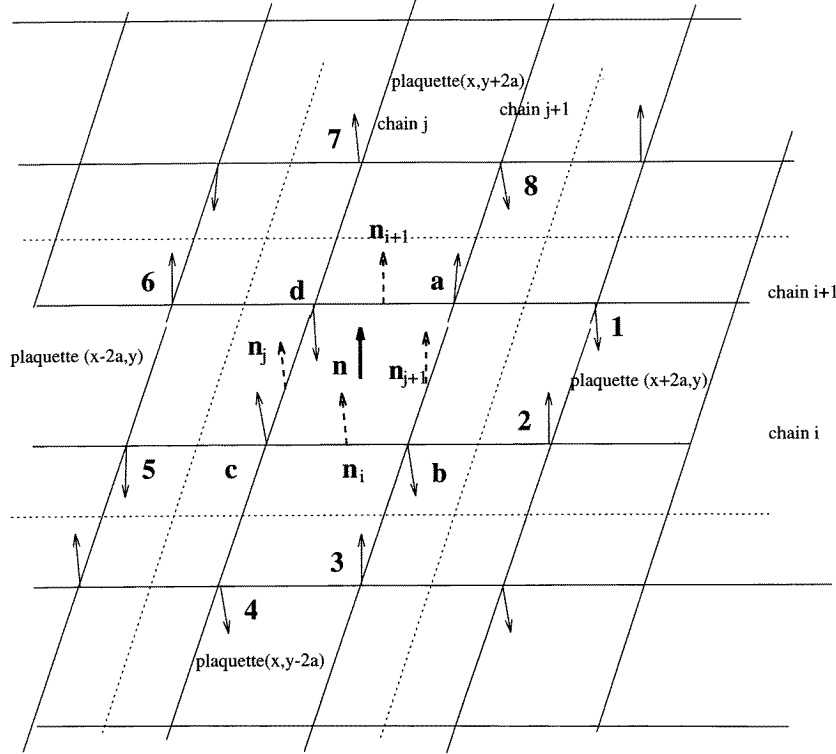 plaquette(x,y+2a)
chain j+1
chain j
7
8
n_{i+1}
6
d
a
chain i+1
1
n_j
plaquette (x-2a,y)
n
n_{j+1}
plaquette (x+2a,y)
2
chain i
5
c
n_i
b
3
4
plaquette(x,y-2a)